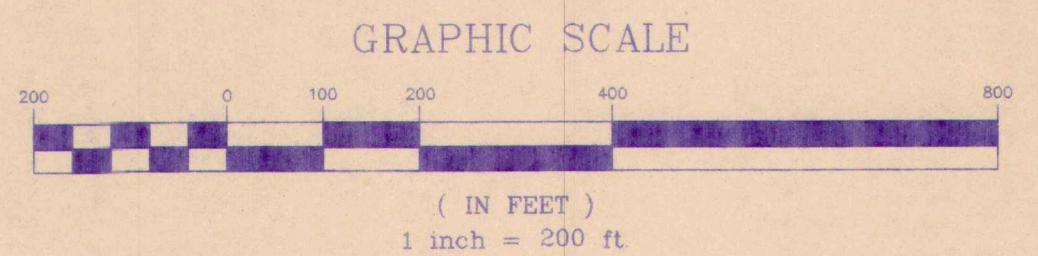 GRAPHIC SCALE
200 0 100 200 400 800
( IN FEET )
1 inch = 200 ft.